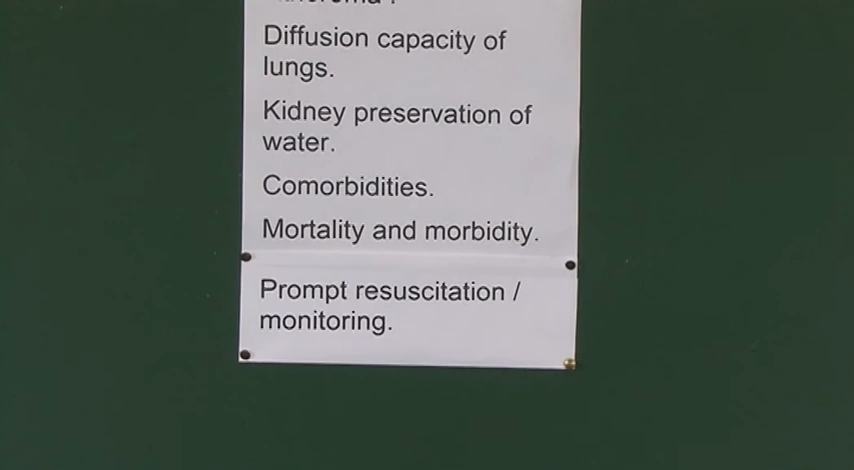 Diffusion capacity of
lungs.
Kidney preservation of
water.
Comorbidities.
Mortality and morbidity.
Prompt resuscitation /
monitoring.